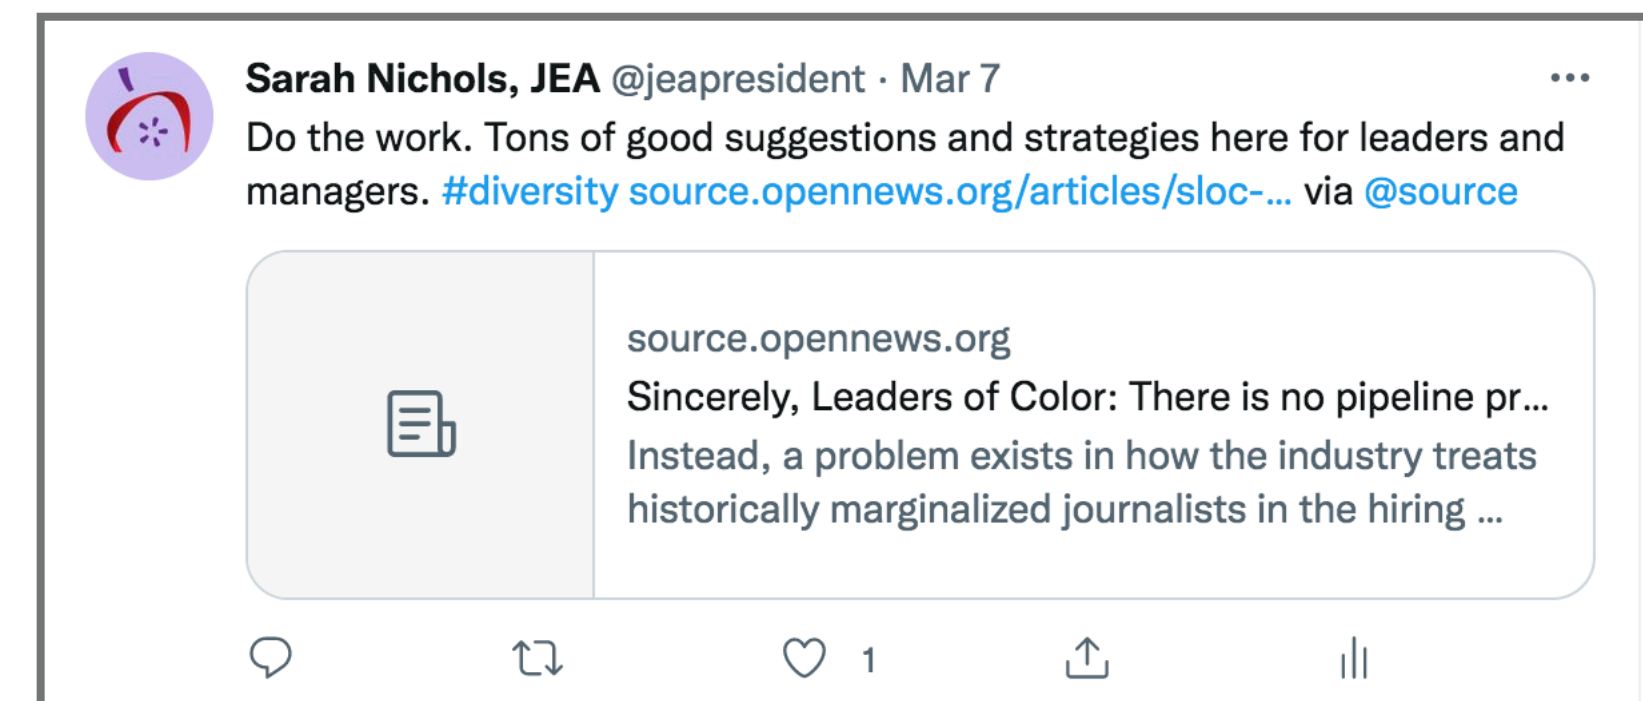 Sarah Nichols, JEA @jeapresident · Mar 7
Do the work. Tons of good suggestions and strategies here for leaders and
managers. #diversity source.opennews.org/articles/sloc-... via @source
source.opennews.org
Sincerely, Leaders of Color: There is no pipeline pr...
Instead, a problem exists in how the industry treats
historically marginalized journalists in the hiring ...
1